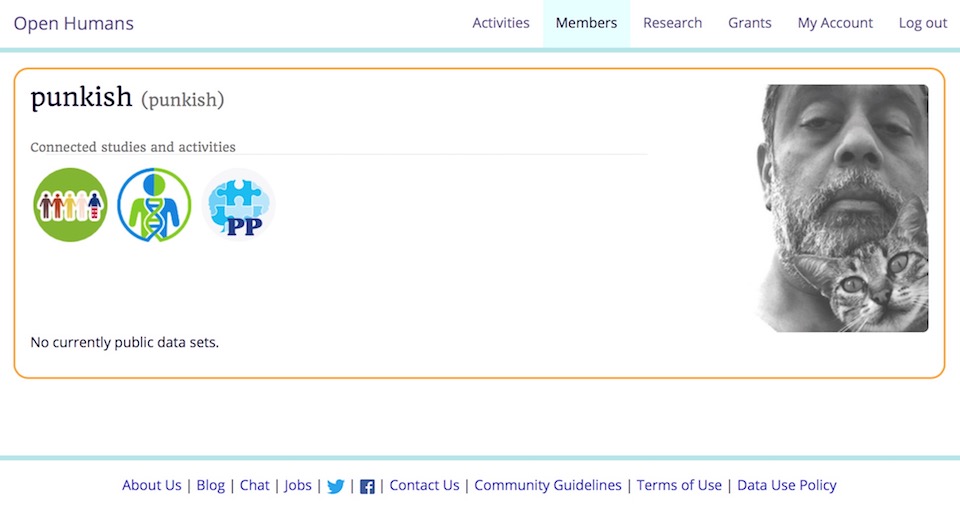 Open Humans
Activities Members Research Grants My Account Log out
punkish (punkish)
Connected studies and activities
PP
No currently public data sets.
About Us | Blog | Chat | Jobs | | | Contact Us | Community Guidelines | Terms of Use | Data Use Policy